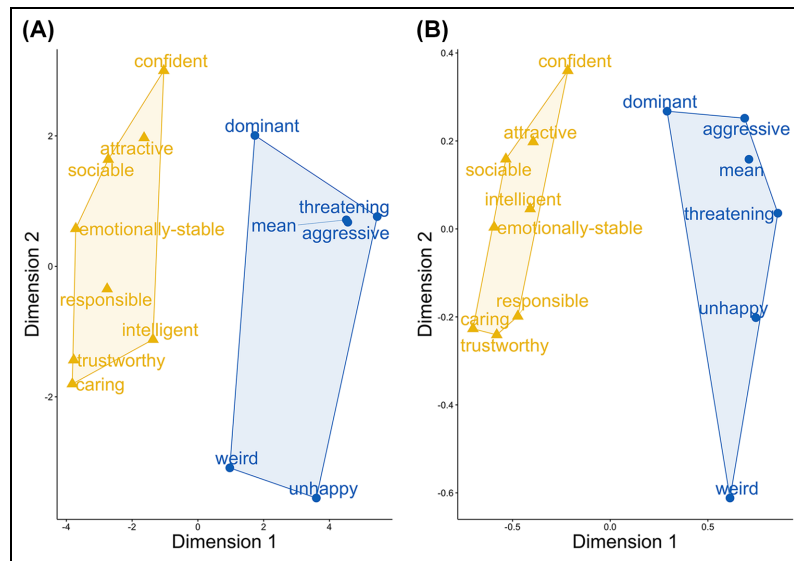 (A)
confident
attractive
sociable
dominant
threatening
mean
aggressive
emotionally-stable
responsible
intelligent
trustworthy
caring
weird
unhappy
2
0
-2
-4
-2
0
2
4
Dimension 1
Dimension 2
(B)
confident
dominant
aggressive
attractive
mean
sociable
intelligent
threatening
emotionally-stable
responsible
unhappy
caring
trustworthy
weird
0.4
0.2
0.0
-0.2
-0.4
-0.6
-0.5
0.0
0.5
Dimension 1
Dimension 2